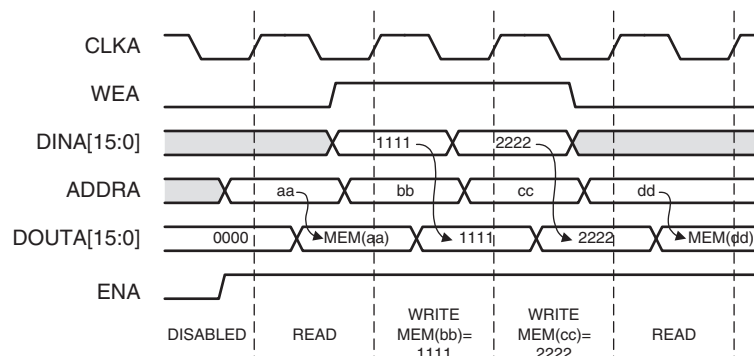 CLKA
WEA
DINA[15:0] 1111 2222
ADDRA aa bb cc dd
DOUTA[15:0] 0000 MEM(aa) 1111 2222 MEM(dd)
ENA
DISABLED READ WRITE MEM(bb)= 1111 WRITE MEM(cc)= 2222 READ